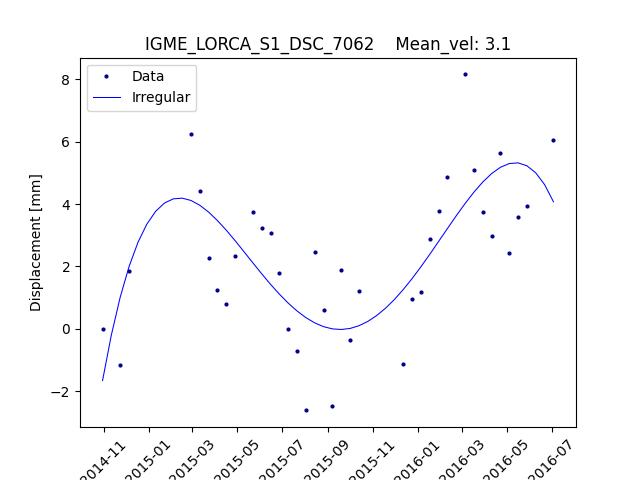 IGME_LORCA_S1_DSC_7062    Mean_vel: 3.1
Data
Irregular
Displacement [mm]
8
6
4
2
0
−2
2014-11 2015-01 2015-03 2015-05 2015-07 2015-09 2015-11 2016-01 2016-03 2016-05 2016-07